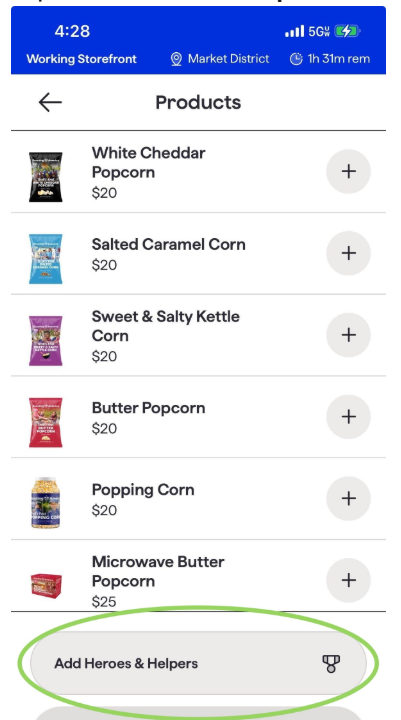 4:28
5G
Working Storefront Market District 1h 31m rem
Products
White Cheddar
Popcorn
$20
Salted Caramel Corn
$20
Sweet & Salty Kettle
Corn
$20
Butter Popcorn
$20
Popping Corn
$20
Microwave Butter
Popcorn
$25
Add Heroes & Helpers